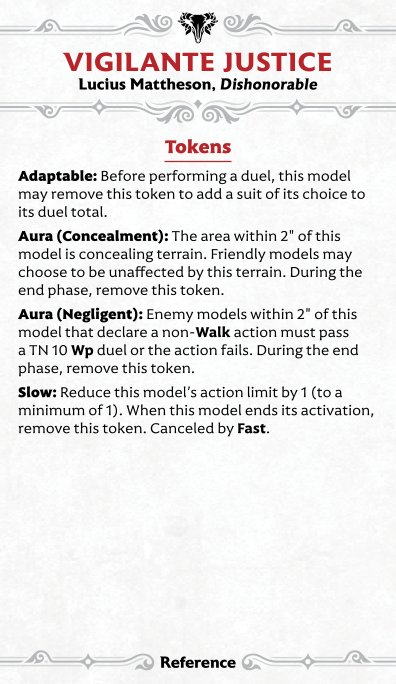 VIGILANTE JUSTICE
Lucius Mattheson, Dishonorable
Tokens
Adaptable: Before performing a duel, this model
may remove this token to add a suit of its choice to
its duel total.
Aura (Concealment): The area within 2" of this
model is concealing terrain. Friendly models may
choose to be unaffected by this terrain. During the
end phase, remove this token.
Aura (Negligent): Enemy models within 2" of this
model that declare a non-Walk action must pass
a TN 10 Wp duel or the action fails. During the end
phase, remove this token.
Slow: Reduce this model’s action limit by 1 (to a
minimum of 1). When this model ends its activation,
remove this token. Canceled by Fast.
Reference